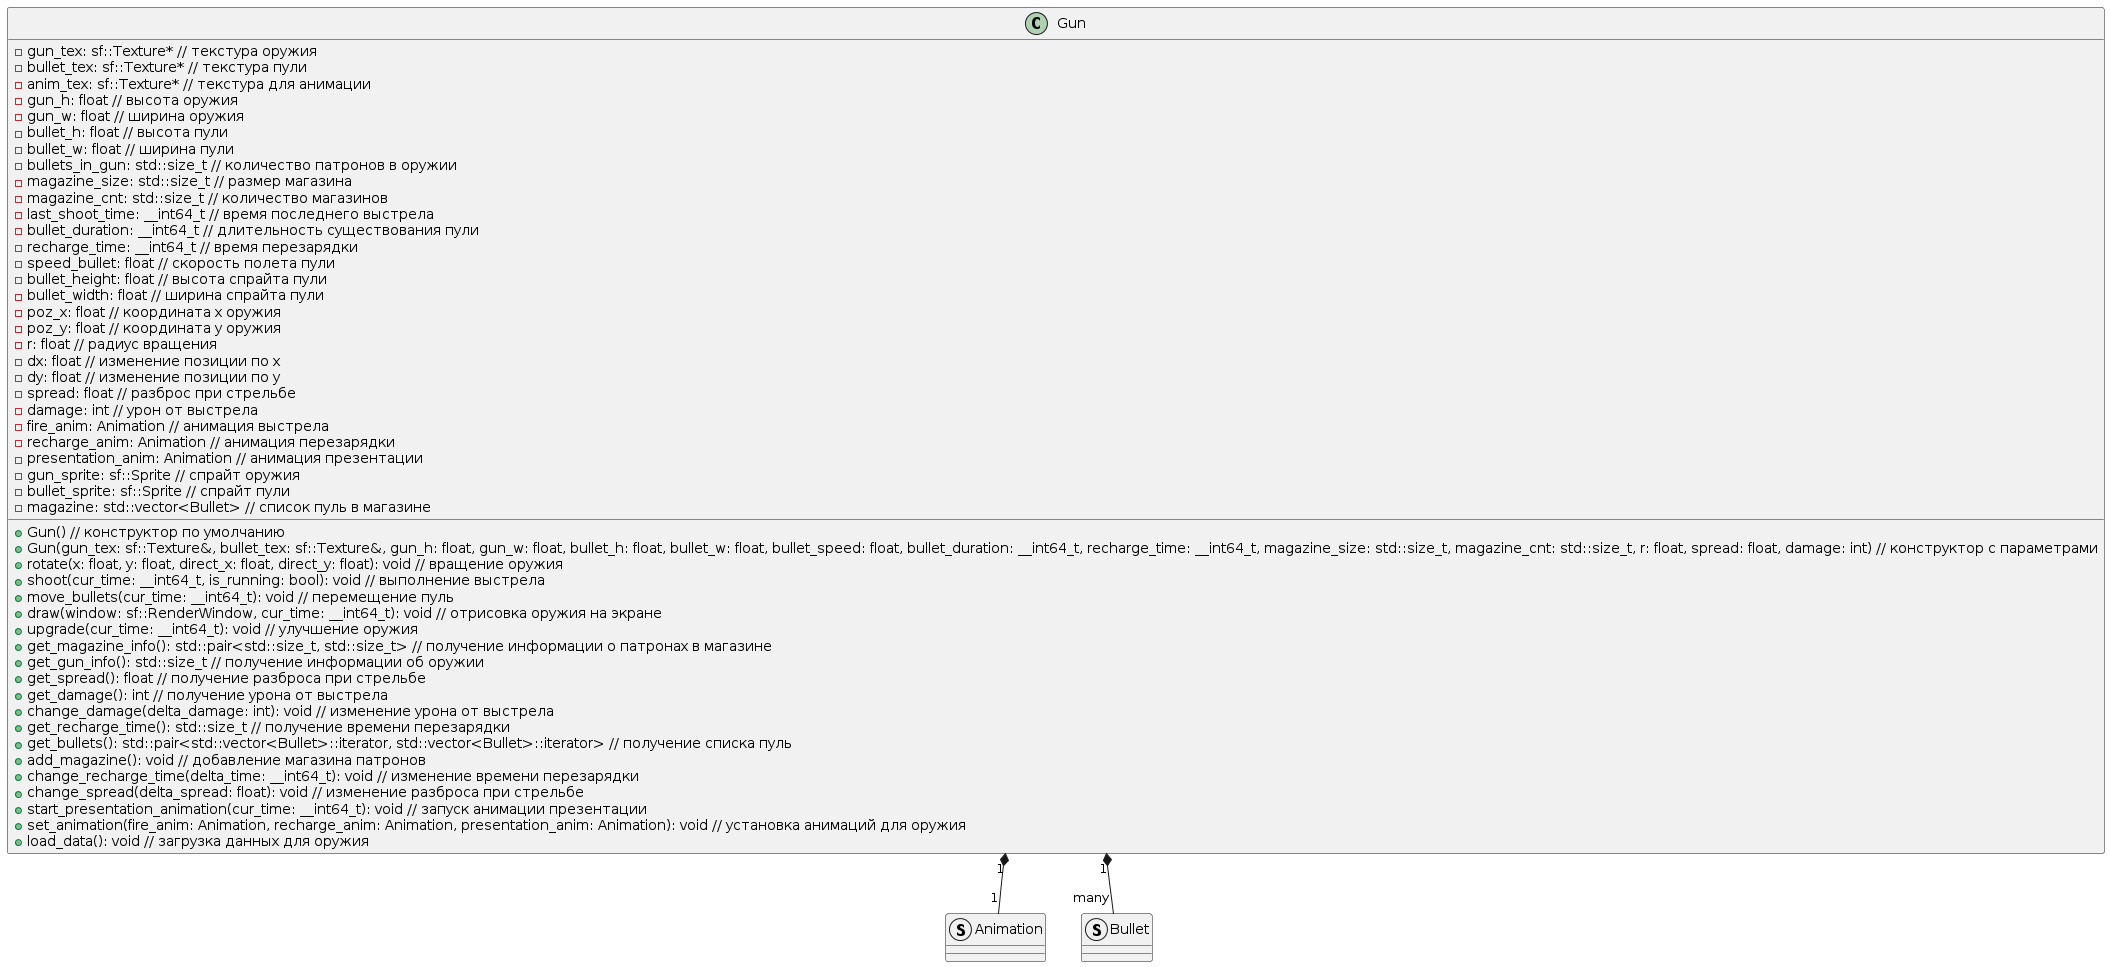 C Gun
gun_tex: sf::Texture* // текстура оружия
bullet_tex: sf::Texture* // текстура пули
anim_tex: sf::Texture* // текстура для анимации
gun_h: float // высота оружия
gun_w: float // ширина оружия
bullet_h: float // высота пули
bullet_w: float // ширина пули
bullets_in_gun: std::size_t // количество патронов в оружии
magazine_size: std::size_t // размер магазина
magazine_cnt: std::size_t // количество магазинов
last_shoot_time: __int64_t // время последнего выстрела
bullet_duration: __int64_t // длительность существования пули
recharge_time: __int64_t // время перезарядки
speed_bullet: float // скорость полета пули
bullet_height: float // высота спрайта пули
bullet_width: float // ширина спрайта пули
poz_x: float // координата x оружия
poz_y: float // координата y оружия
r: float // радиус вращения
dx: float // изменение позиции по x
dy: float // изменение позиции по y
spread: float // разброс при стрельбе
damage: int // урон от выстрела
fire_anim: Animation // анимация выстрела
recharge_anim: Animation // анимация перезарядки
presentation_anim: Animation // анимация презентации
gun_sprite: sf::Sprite // спрайт оружия
bullet_sprite: sf::Sprite // спрайт пули
magazine: std::vector<Bullet> // список пуль в магазине
Gun() // конструктор по умолчанию
Gun(gun_tex: sf::Texture&, bullet_tex: sf::Texture&, gun_h: float, gun_w: float, bullet_h: float, bullet_w: float, bullet_speed: float, bullet_duration: __int64_t, recharge_time: __int64_t, magazine_size: std::size_t, magazine_cnt: std::size_t, r: float, spread: float, damage: int) // конструктор с параметрами
rotate(x: float, y: float, direct_x: float, direct_y: float): void // вращение оружия
shoot(cur_time: __int64_t, is_running: bool): void // выполнение выстрела
move_bullets(cur_time: __int64_t): void // перемещение пуль
draw(window: sf::RenderWindow, cur_time: __int64_t): void // отрисовка оружия на экране
upgrade(cur_time: __int64_t): void // улучшение оружия
get_magazine_info(): std::pair<std::size_t, std::size_t> // получение информации о патронах в магазине
get_gun_info(): std::size_t // получение информации об оружии
get_spread(): float // получение разброса при стрельбе
get_damage(): int // получение урона от выстрела
change_damage(delta_damage: int): void // изменение урона от выстрела
get_recharge_time(): std::size_t // получение времени перезарядки
get_bullets(): std::pair<std::vector<Bullet>::iterator, std::vector<Bullet>::iterator> // получение списка пуль
add_magazine(): void // добавление магазина патронов
change_recharge_time(delta_time: __int64_t): void // изменение времени перезарядки
change_spread(delta_spread: float): void // изменение разброса при стрельбе
start_presentation_animation(cur_time: __int64_t): void // запуск анимации презентации
set_animation(fire_anim: Animation, recharge_anim: Animation, presentation_anim: Animation): void // установка анимаций для оружия
load_data(): void // загрузка данных для оружия
1 1
1 many
S Animation
S Bullet